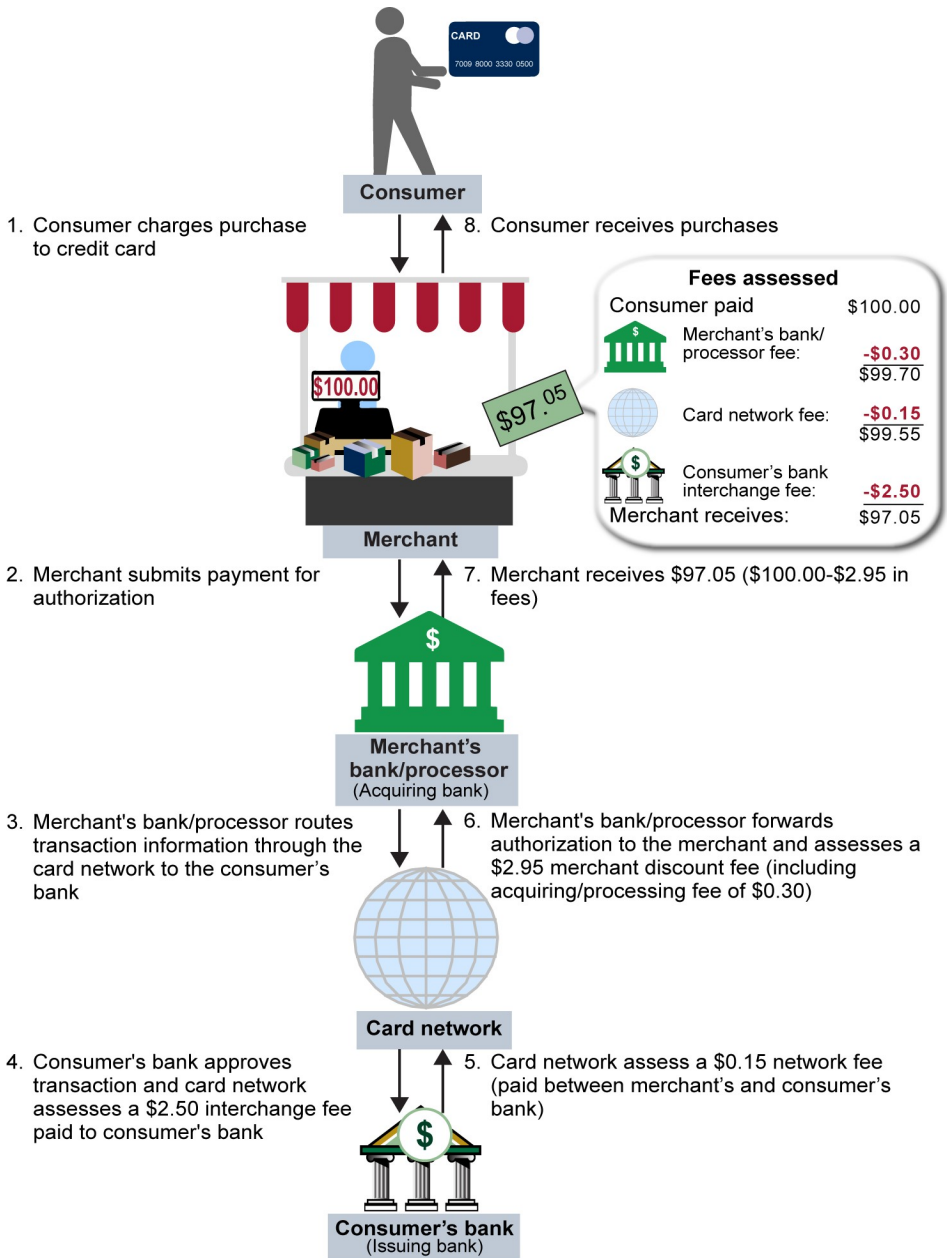 CARD
7009 8000 3330 0500
Consumer
1. Consumer charges purchase
to credit card
8. Consumer receives purchases
Fees assessed
Consumer paid $100.00
$
Merchant's bank/
processor fee: -$0.30
$99.70
Card network fee: -$0.15
$99.55
$
Consumer's bank
interchange fee: -$2.50
Merchant receives: $97.05
$100.00
$97.05
Merchant
2. Merchant submits payment for
authorization
7. Merchant receives $97.05 ($100.00-$2.95 in
fees)
$
Merchant's
bank/processor
(Acquiring bank)
3. Merchant's bank/processor routes
transaction information through the
card network to the consumer's
bank
6. Merchant's bank/processor forwards
authorization to the merchant and assesses a
$2.95 merchant discount fee (including
acquiring/processing fee of $0.30)
Card network
4. Consumer's bank approves
transaction and card network
assesses a $2.50 interchange fee
paid to consumer's bank
5. Card network assess a $0.15 network fee
(paid between merchant's and consumer's
bank)
$
Consumer's bank
(Issuing bank)